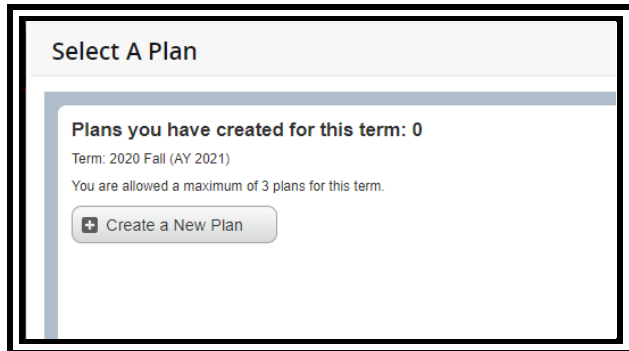 Select A Plan
Plans you have created for this term: 0
Term: 2020 Fall (AY 2021)
You are allowed a maximum of 3 plans for this term.
Create a New Plan